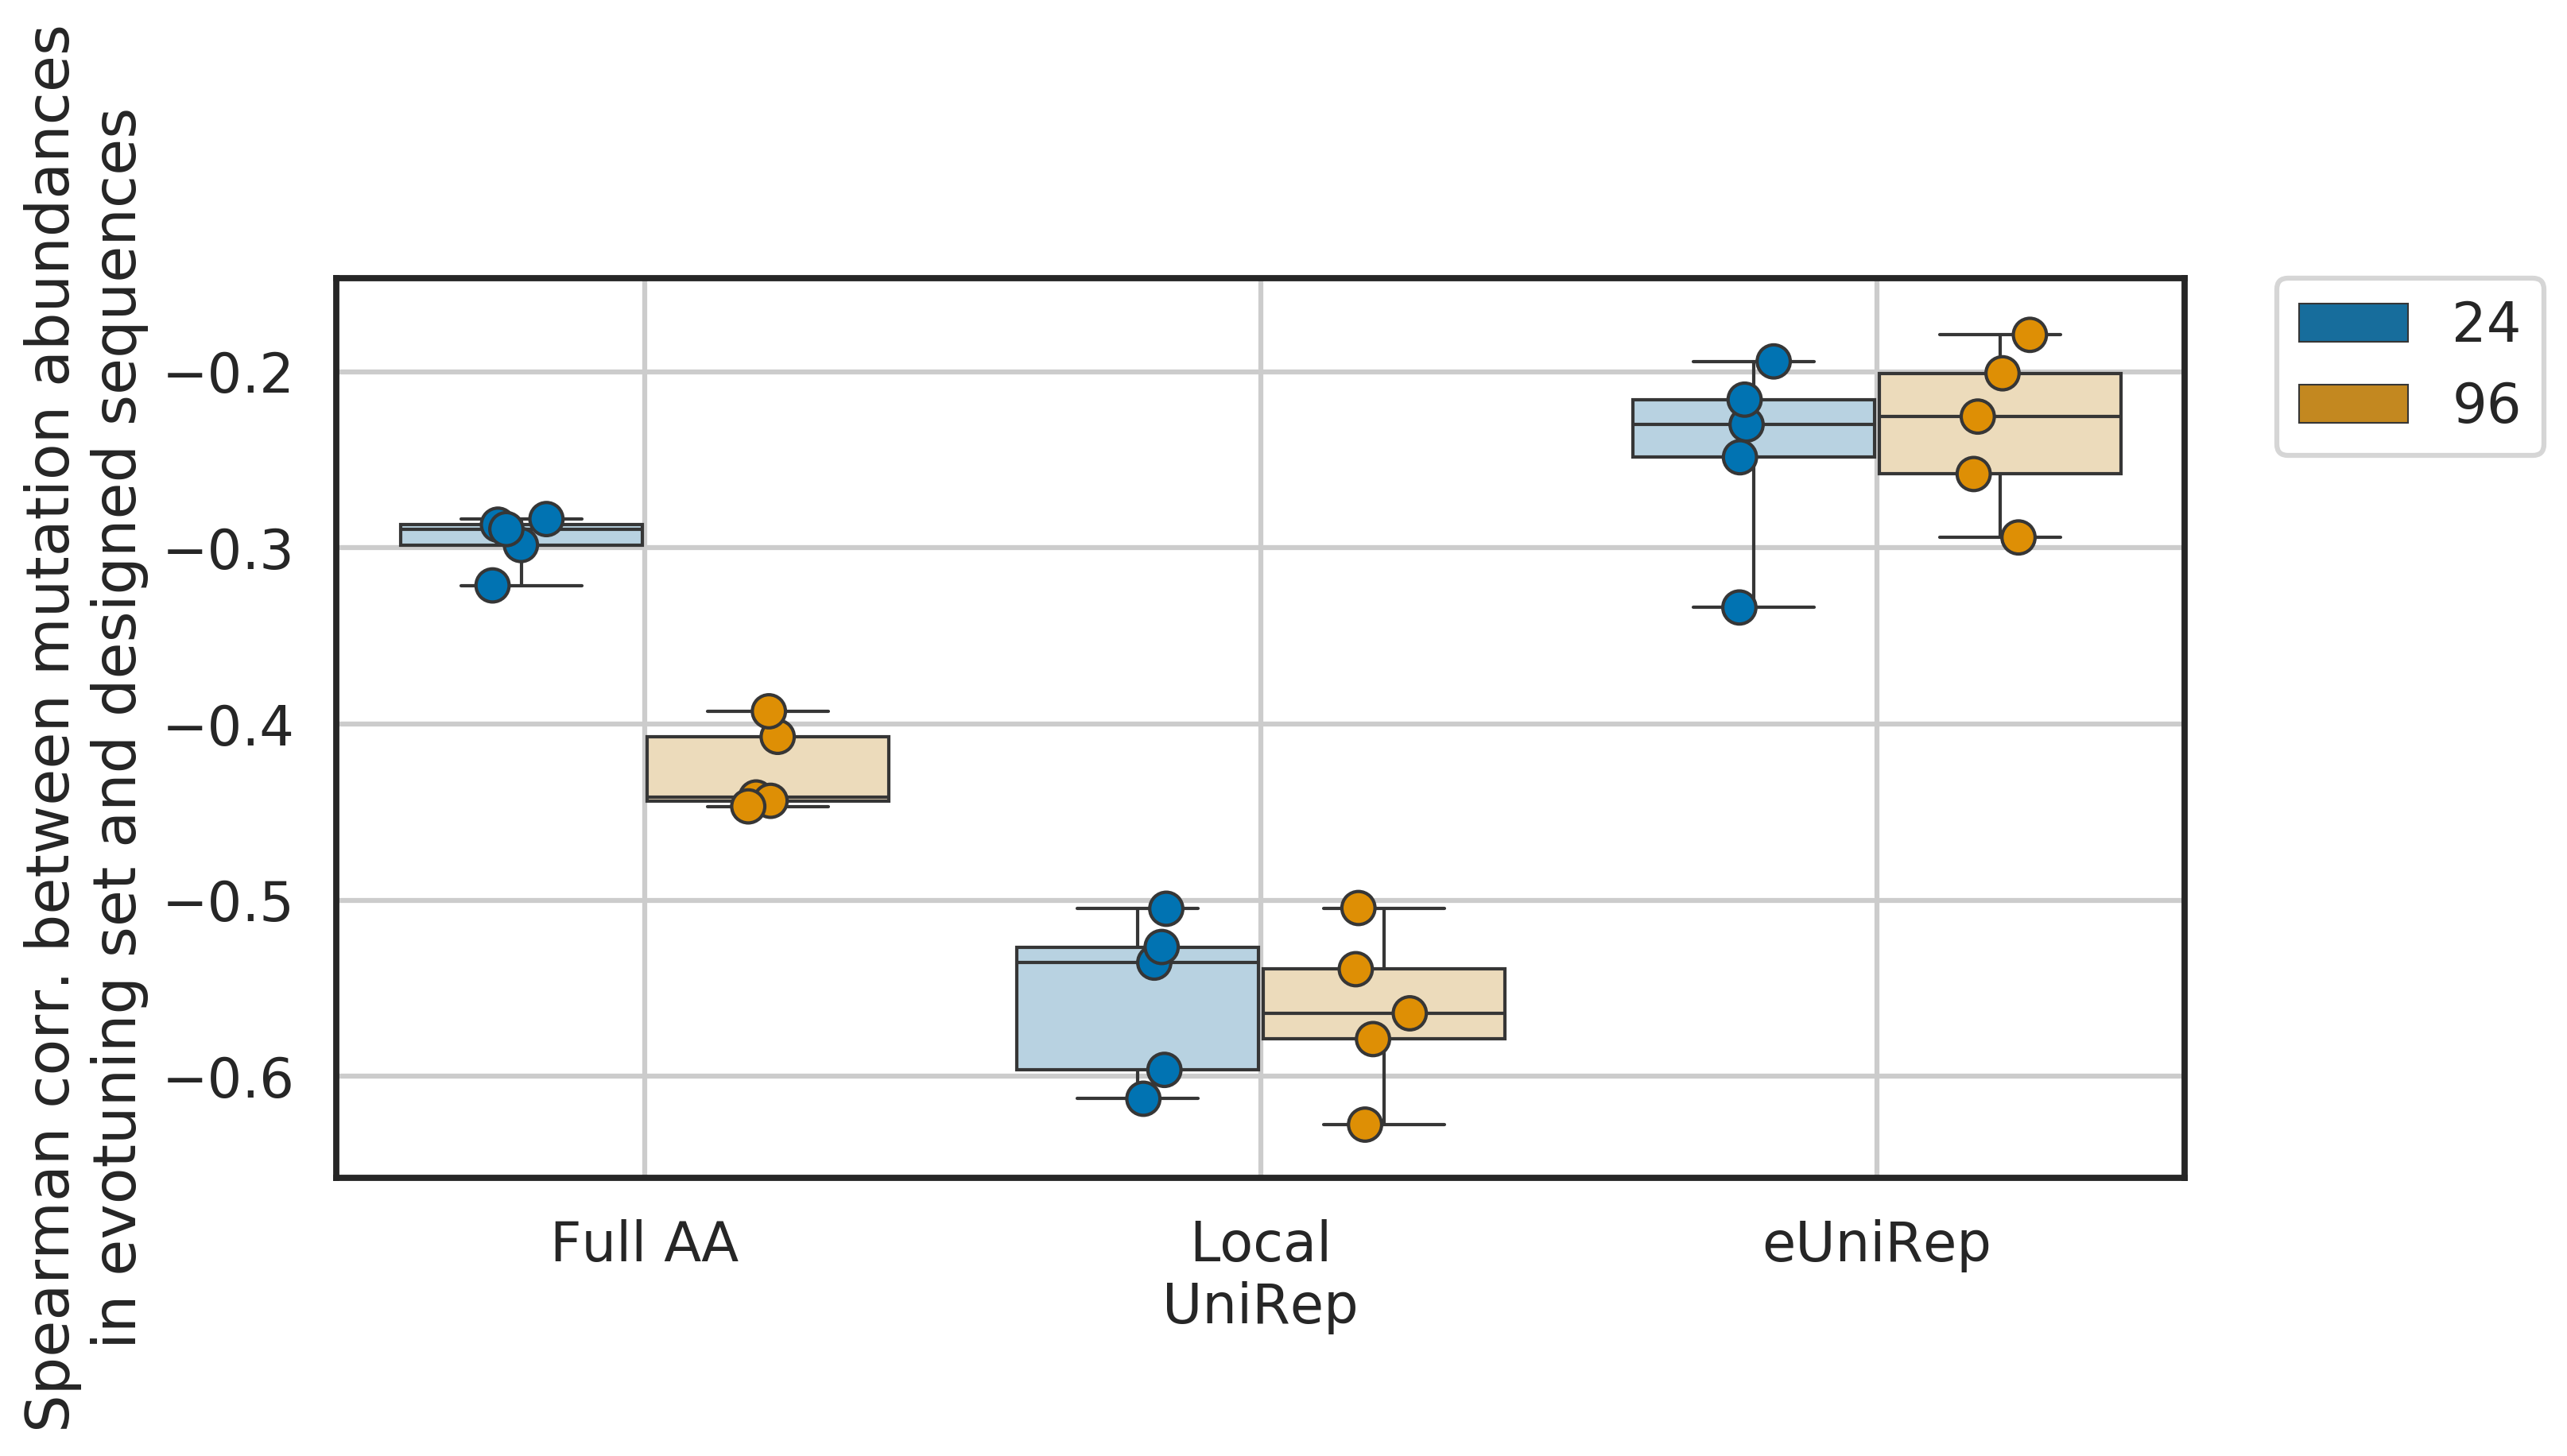 Spearman corr. between mutation abundances
in evotuning set and designed sequences
−0.2
−0.3
−0.4
−0.5
−0.6
Full AA
Local
UniRep
eUniRep
24
96